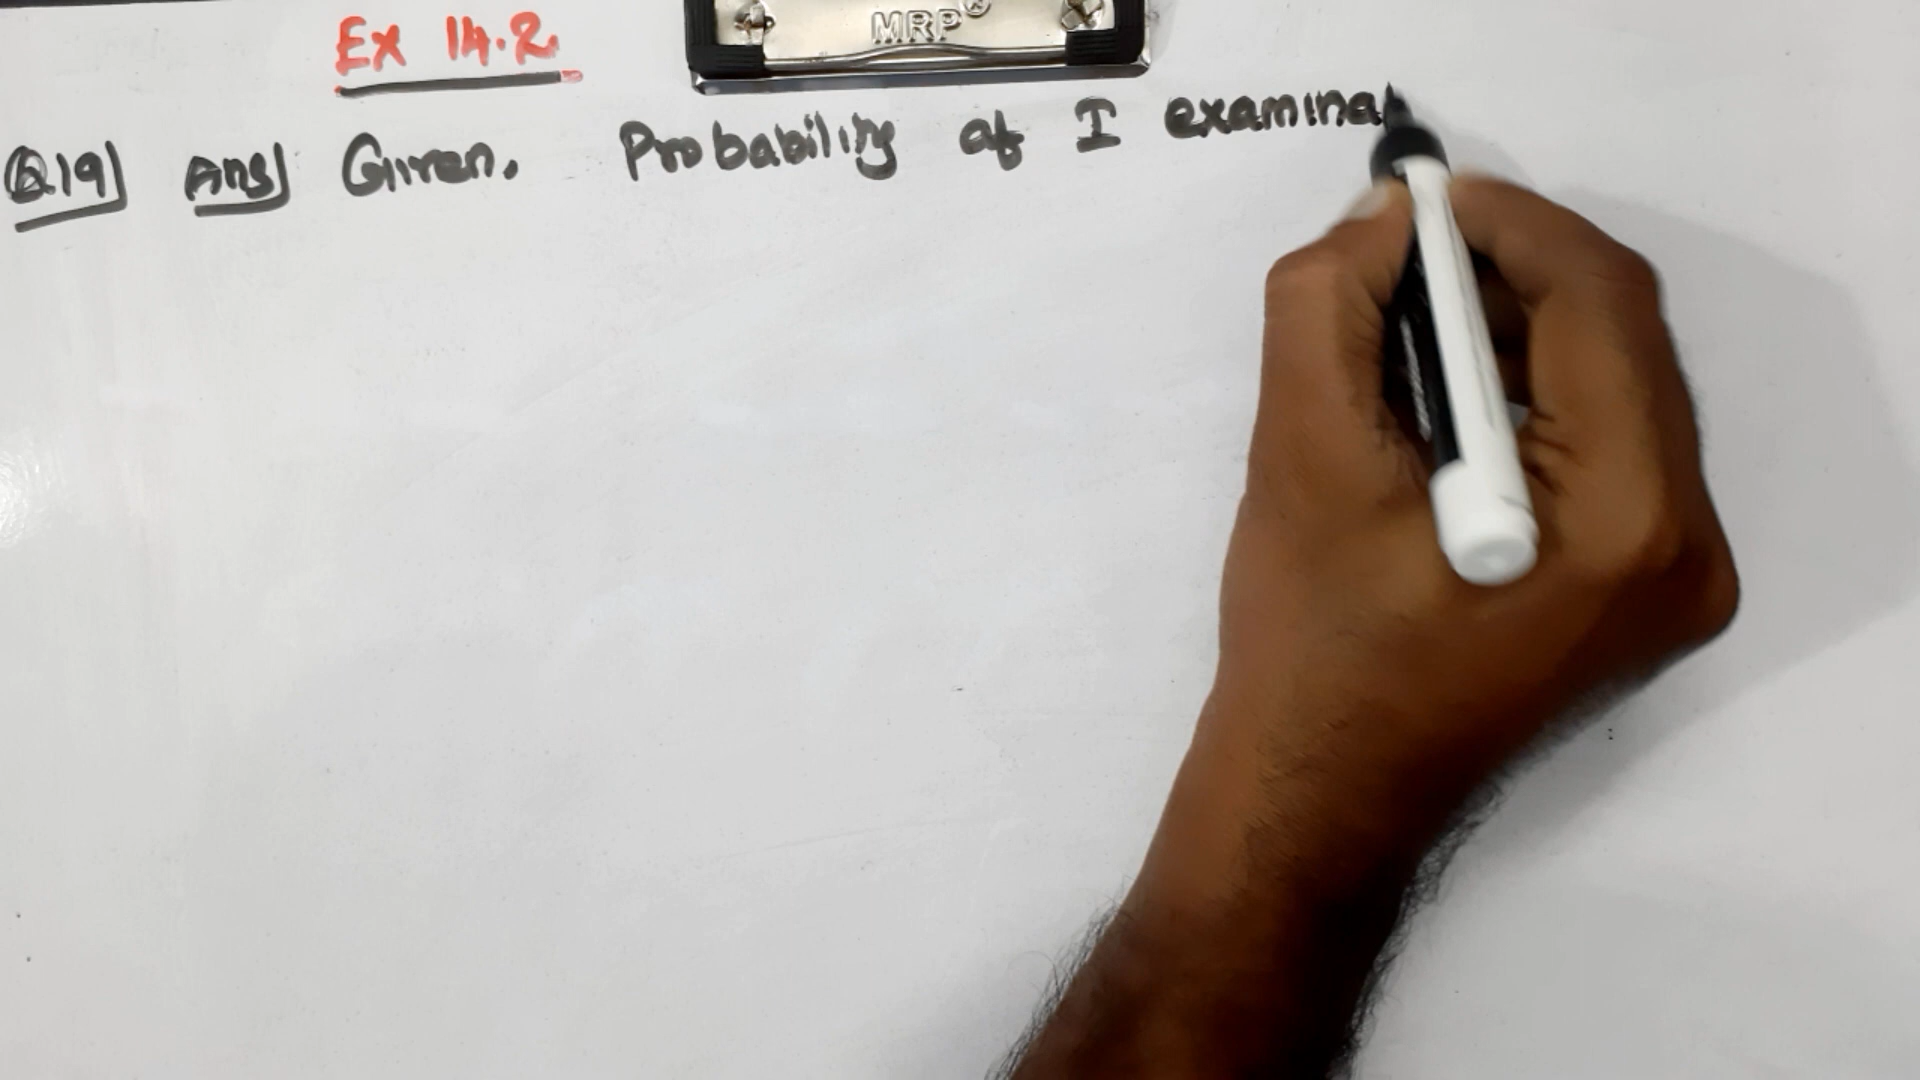 MRP®
Ex 14.2
Q19] Ans] Given, Probability of I examina